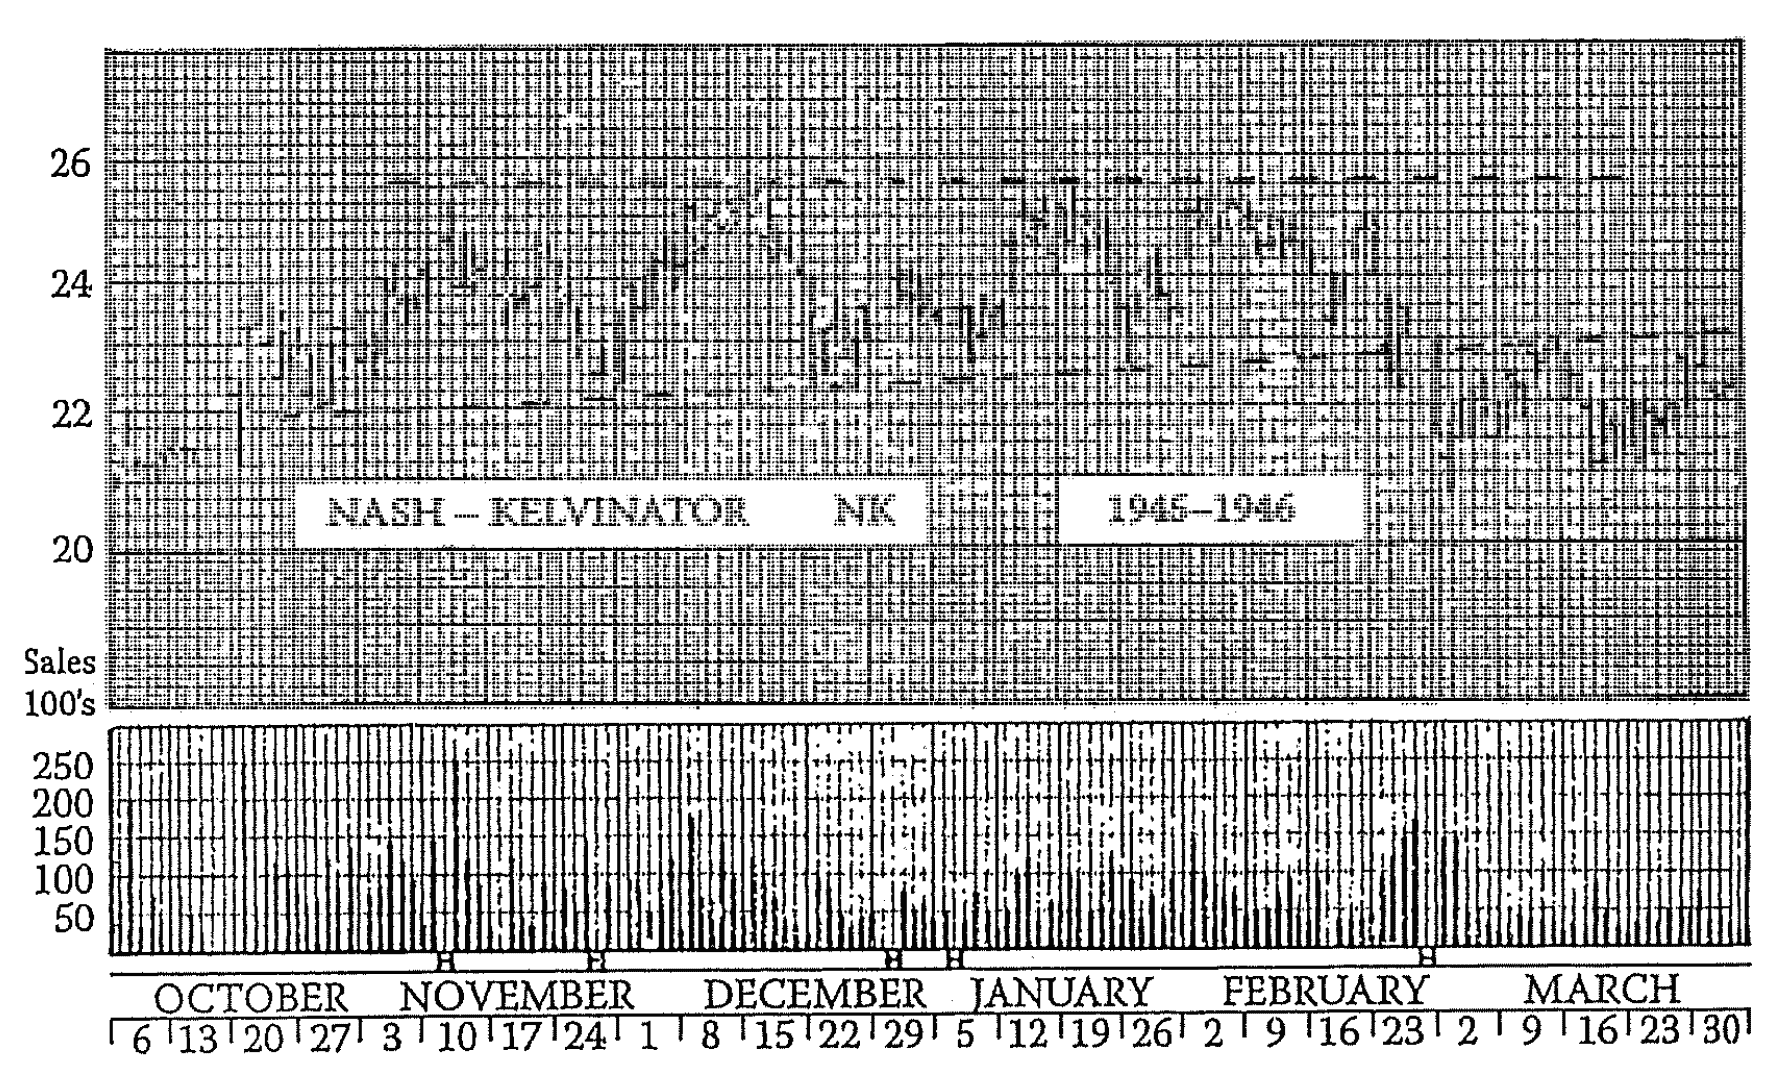 26
24
22
NASH – KELVINATOR NK 1945–1946
20
Sales
100's
250
200
150
100
50
H H H H H
OCTOBER NOVEMBER DECEMBER JANUARY FEBRUARY MARCH
6 13 20 27 3 10 17 24 1 8 15 22 29 5 12 19 26 2 9 16 23 2 9 16 23 30